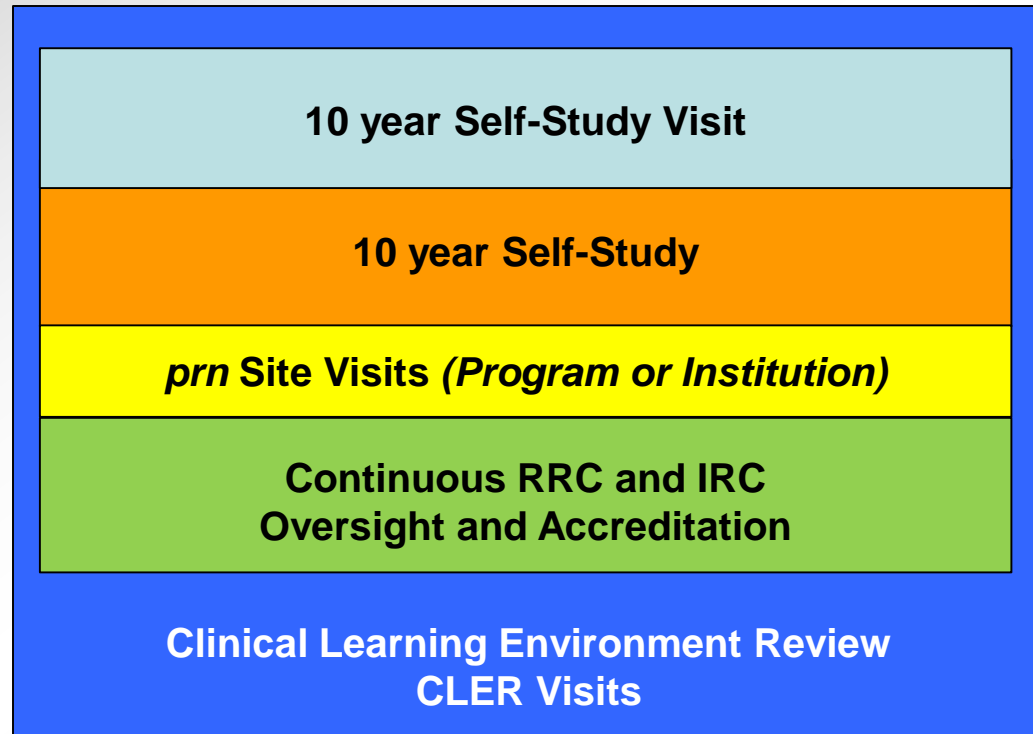 10 year Self-Study Visit
10 year Self-Study
prn Site Visits (Program or Institution)
Continuous RRC and IRC
Oversight and Accreditation
Clinical Learning Environment Review
CLER Visits